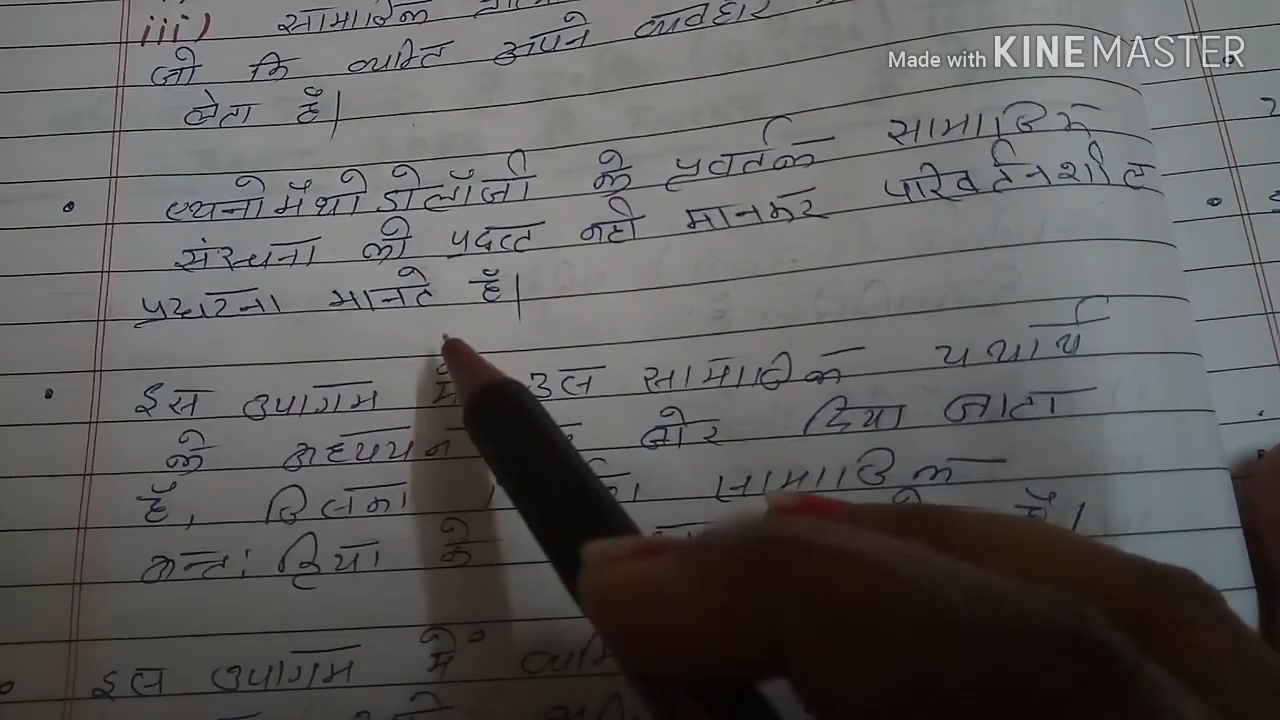 iii) सामाजिक
Made with KINEMASTER
जो कि व्यक्ति अपने व्यवहार
लेता है।
• एथनोमैथोडोलॉजी के प्रवर्तक सामाजिक
संरचना को प्रदत्त नहीं मानकर परिवर्तनशील
प्रघटना मानते हैं।
• इस उपागम में उस सामाजिक यथार्थ
के अध्ययन जोर दिया जाता
है, जिसका सामाजिक
अन्त: क्रिया के में।
• इस उपागम में